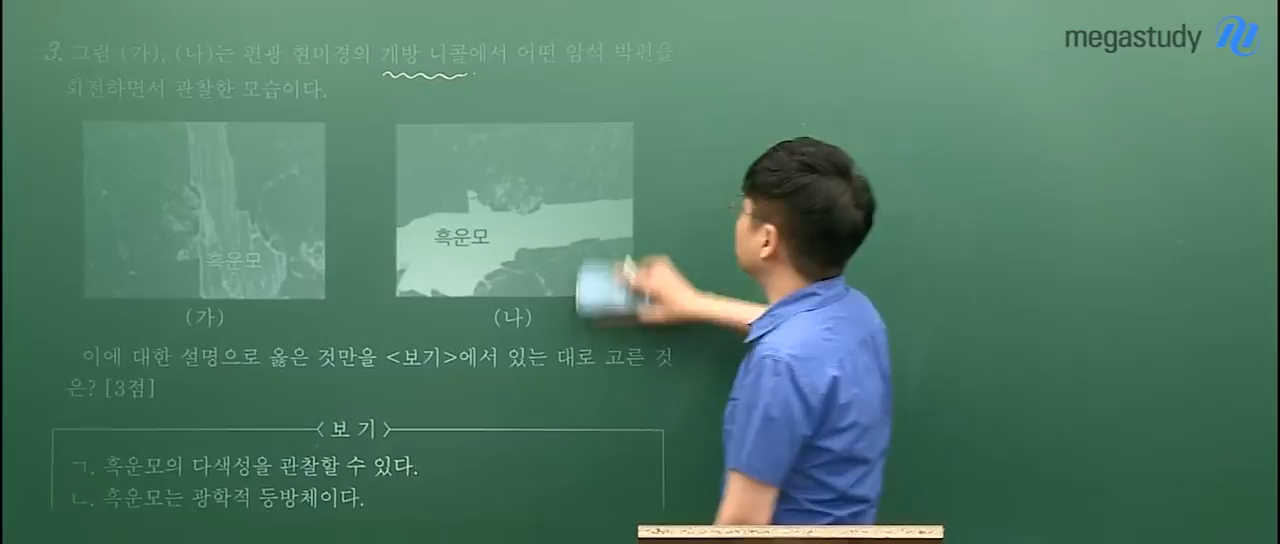 megastudy
3. 그림 (가), (나)는 편광 현미경의 개방 니콜에서 어떤 암석 박편을
회전하면서 관찰한 모습이다.
흑운모
흑운모
(가)
(나)
이에 대한 설명으로 옳은 것만을 <보기>에서 있는 대로 고른 것
은? [3점]
<보기>
ㄱ. 흑운모의 다색성을 관찰할 수 있다.
ㄴ. 흑운모는 광학적 등방체이다.